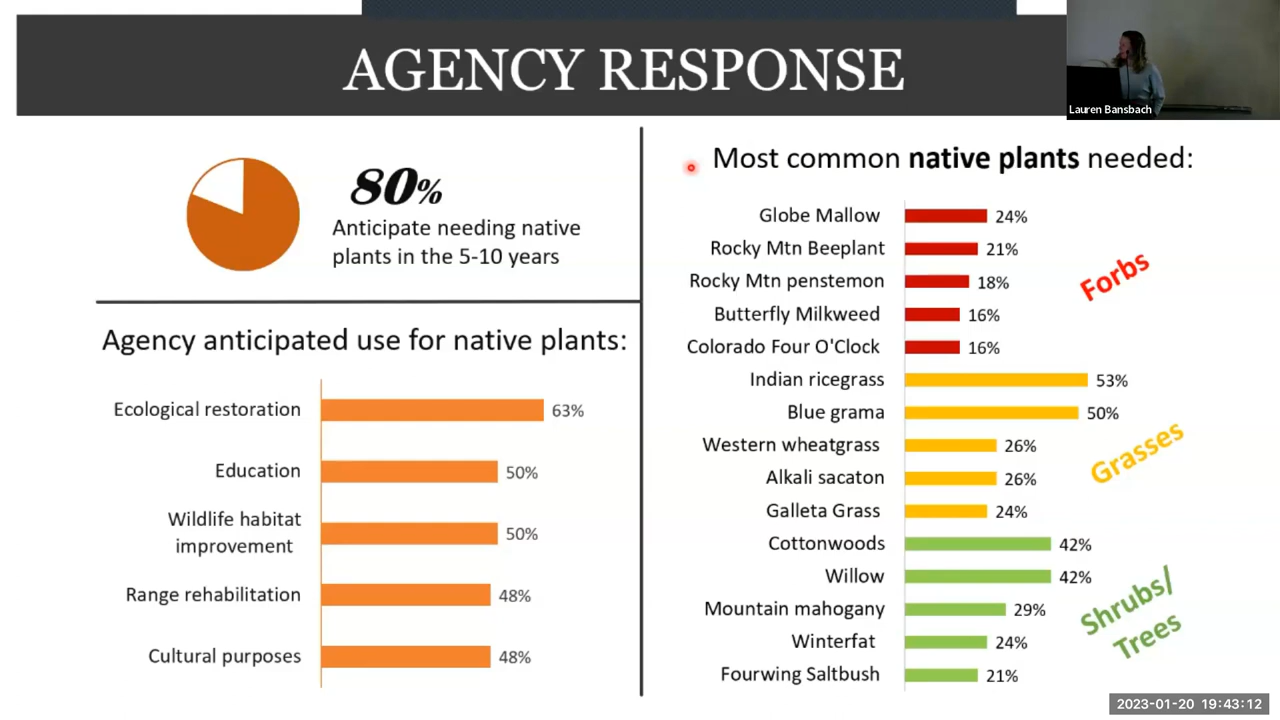 AGENCY RESPONSE
Lauren Bansbach
80%
Anticipate needing native
plants in the 5-10 years
Agency anticipated use for native plants:
Ecological restoration 63%
Education 50%
Wildlife habitat
improvement 50%
Range rehabilitation 48%
Cultural purposes 48%
Most common native plants needed:
Globe Mallow 24%
Rocky Mtn Beeplant 21%
Rocky Mtn penstemon 18%
Butterfly Milkweed 16%
Colorado Four O'Clock 16%
Forbs
Indian ricegrass 53%
Blue grama 50%
Western wheatgrass 26%
Alkali sacaton 26%
Galleta Grass 24%
Grasses
Cottonwoods 42%
Willow 42%
Mountain mahogany 29%
Winterfat 24%
Fourwing Saltbush 21%
Shrubs/
Trees
2023-01-20 19:43:12